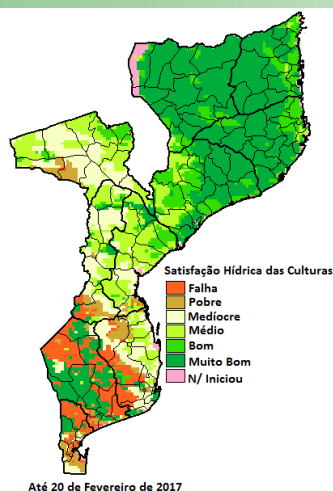 Satisfação Hídrica das Culturas
Falha
Pobre
Medíocre
Médio
Bom
Muito Bom
N/ Iniciou
Até 20 de Fevereiro de 2017